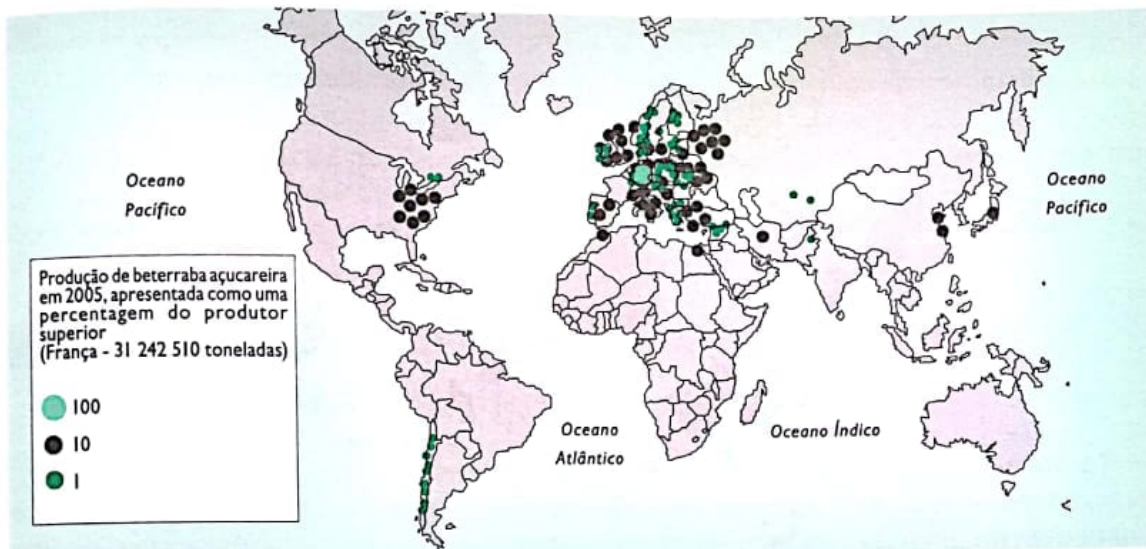 Oceano
Pacífico
Oceano
Pacífico
Produção de beterraba açucareira
em 2005, apresentada como uma
percentagem do produtor
superior
(França - 31 242 510 toneladas)
100
10
1
Oceano
Atlântico
Oceano Índico